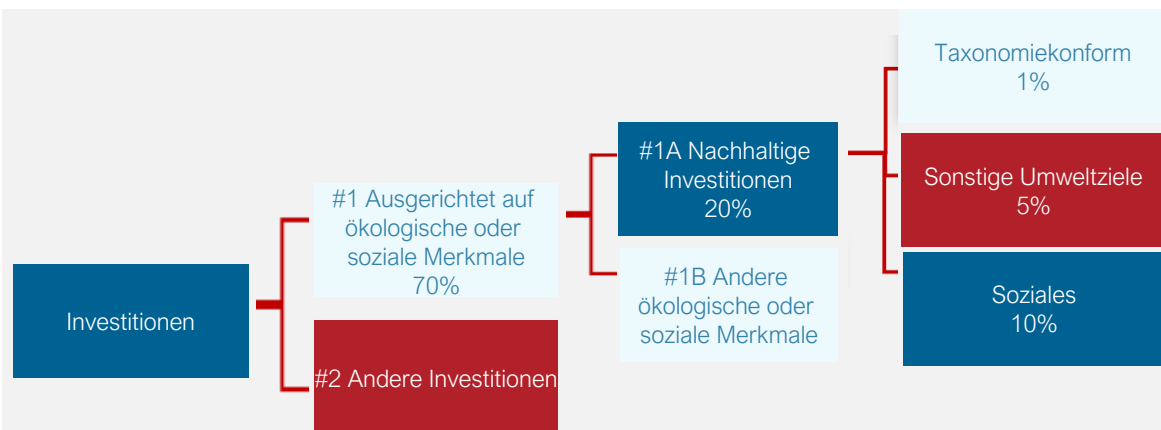 Investitionen
#1 Ausgerichtet auf
ökologische oder
soziale Merkmale
70%
#2 Andere Investitionen
#1A Nachhaltige
Investitionen
20%
#1B Andere
ökologische oder
soziale Merkmale
Taxonomiekonform
1%
Sonstige Umweltziele
5%
Soziales
10%